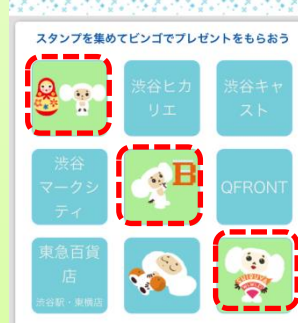 スタンプを集めてビンゴでプレゼントをもらおう
渋谷ヒカ
リエ
渋谷キャ
スト
渋谷
マークシ
ティ
B
QFRONT
東急百貨
店
渋谷駅・東横店